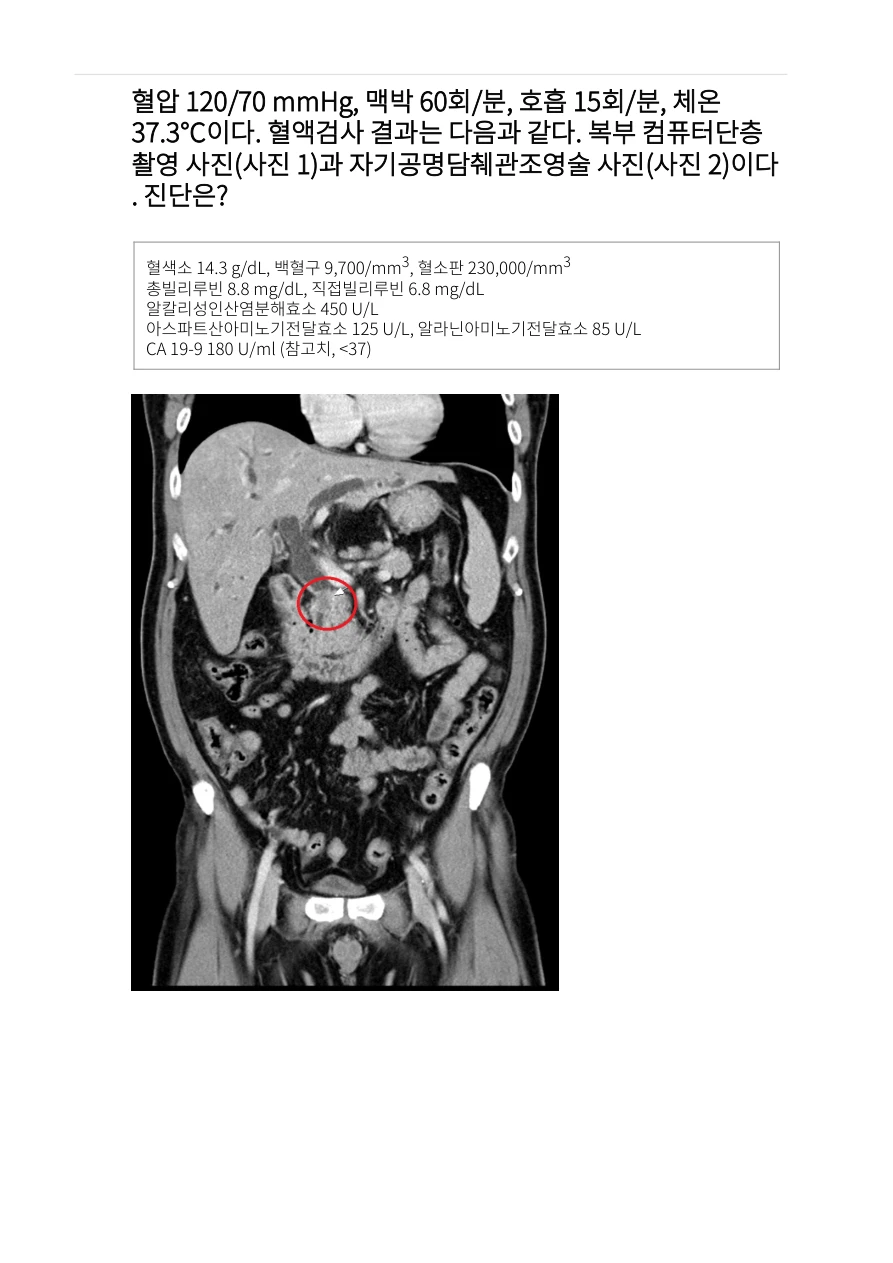 혈압 120/70 mmHg, 맥박 60회/분, 호흡 15회/분, 체온
37.3℃이다. 혈액검사 결과는 다음과 같다. 복부 컴퓨터단층
촬영 사진(사진 1)과 자기공명담췌관조영술 사진(사진 2)이다
. 진단은?
혈색소 14.3 g/dL, 백혈구 9,700/mm³, 혈소판 230,000/mm³
총빌리루빈 8.8 mg/dL, 직접빌리루빈 6.8 mg/dL
알칼리성인산염분해효소 450 U/L
아스파트산아미노기전달효소 125 U/L, 알라닌아미노기전달효소 85 U/L
CA 19-9 180 U/ml (참고치, <37)